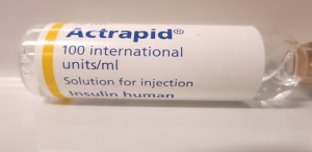 Actrapid®
100 international
units/ml
Solution for injection
Insulin human